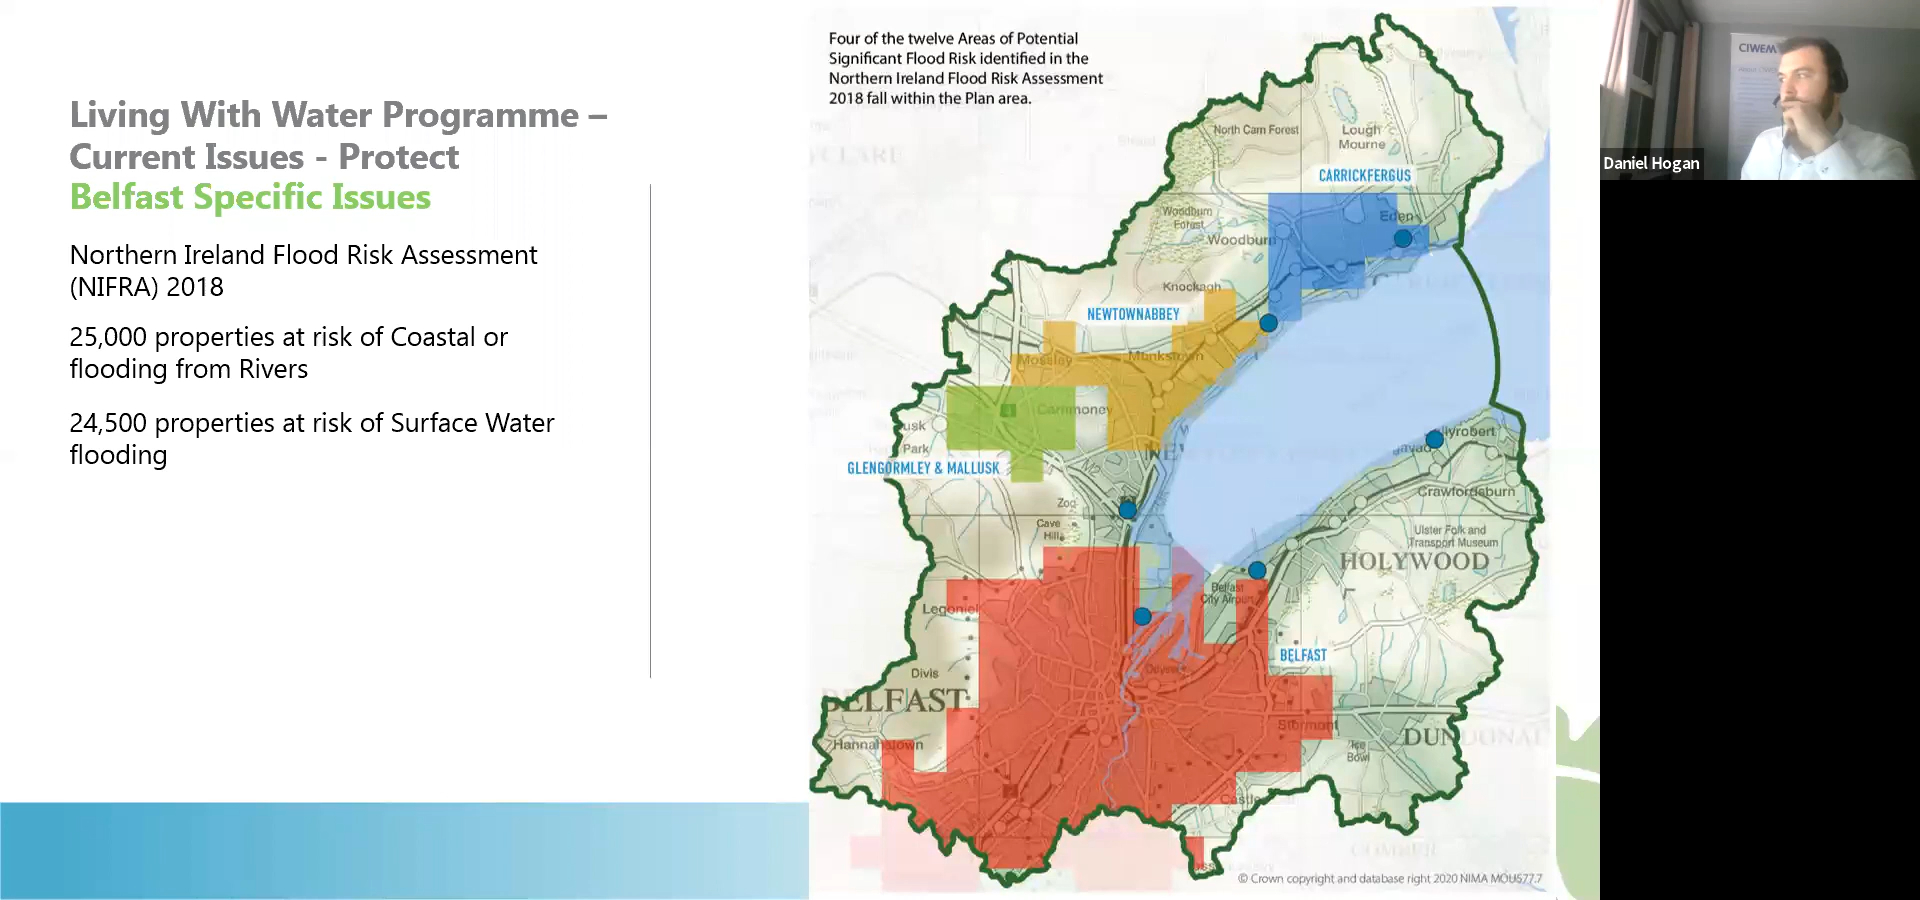 Living With Water Programme –
Current Issues - Protect
Belfast Specific Issues
Northern Ireland Flood Risk Assessment
(NIFRA) 2018
25,000 properties at risk of Coastal or
flooding from Rivers
24,500 properties at risk of Surface Water
flooding
Four of the twelve Areas of Potential
Significant Flood Risk identified in the
Northern Ireland Flood Risk Assessment
2018 fall within the Plan area.
North Carn Forest
Lough
Mourne
CARRICKFERGUS
Woodburn
Forest
Eden
Woodburn
Knockagh
NEWTOWNABBEY
Mossley
Monkstown
Carnmoney
usk
Park
GLENGORMLEY & MALLUSK
Zoo
Cave
Hill
Crawfordsburn
Ulster Folk and
Transport Museum
HOLYWOOD
Belfast
City Airport
Legoniel
BELFAST
Divis
BELFAST
Stormont
DUNDONALD
Hannahstown
Ice
Bowl
© Crown copyright and database right 2020 NIMA MOU577.7
CIWEM
Daniel Hogan